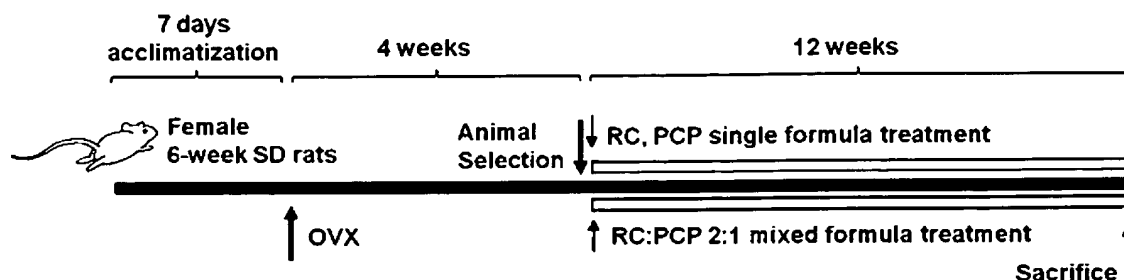 7 days
acclimatization
4 weeks
12 weeks
Female
6-week SD rats
Animal
Selection
RC, PCP single formula treatment
OVX
RC:PCP 2:1 mixed formula treatment
Sacrifice